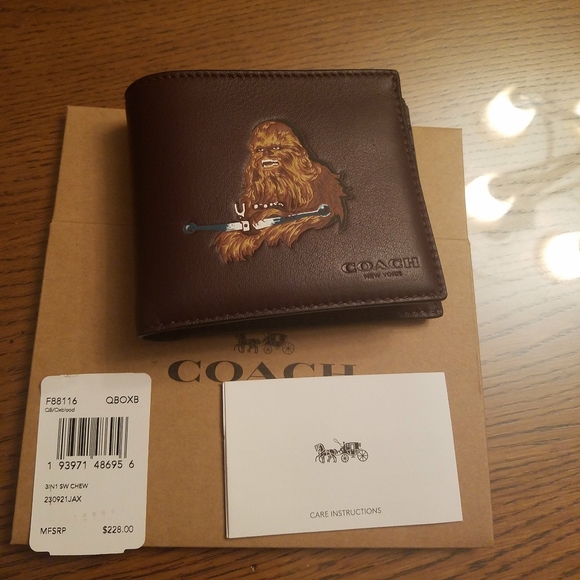 COACH
NEW YORK
COACH
F88116 QBOXB
QB/Oxblood
1 93971 48695 6
3IN1 SW CHEW
230921JAX
MFSRP $228.00
CARE INSTRUCTIONS